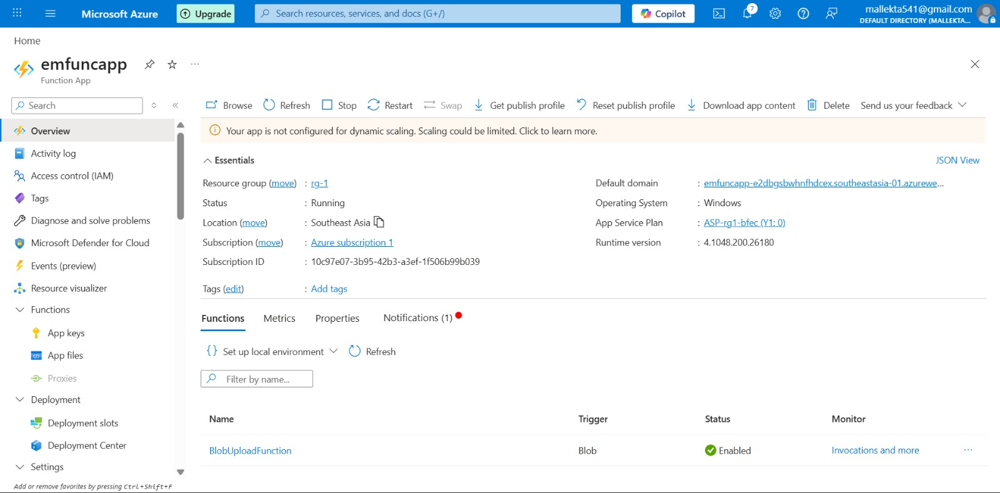 Microsoft Azure
Upgrade
Search resources, services, and docs (G+/)
Copilot
7
mallekta541@gmail.com
DEFAULT DIRECTORY (MALLEKTA...
Home
emfuncapp
...
Function App
Search
Browse
Refresh
Stop
Restart
Swap
Get publish profile
Reset publish profile
Download app content
Delete
Send us your feedback
Overview
Activity log
Access control (IAM)
Tags
Diagnose and solve problems
Microsoft Defender for Cloud
Events (preview)
Resource visualizer
Functions
App keys
App files
Proxies
Deployment
Deployment slots
Deployment Center
Settings
Add or remove favorites by pressing Ctrl+Shift+F
Your app is not configured for dynamic scaling. Scaling could be limited. Click to learn more.
Essentials
JSON View
Resource group (move) : rg-1
Status : Running
Location (move) : Southeast Asia
Subscription (move) : Azure subscription 1
Subscription ID : 10c97e07-3b95-42b3-a3ef-1f506b99b039
Tags (edit) : Add tags
Default domain : emfuncapp-e2dbgsbwhnfhdcex.southeastasia-01.azurewe...
Operating System : Windows
App Service Plan : ASP-rg1-bfec (Y1: 0)
Runtime version : 4.1048.200.26180
Functions
Metrics
Properties
Notifications (1)
{} Set up local environment
Refresh
Filter by name...
Name Trigger Status Monitor
BlobUploadFunction Blob Enabled Invocations and more ...